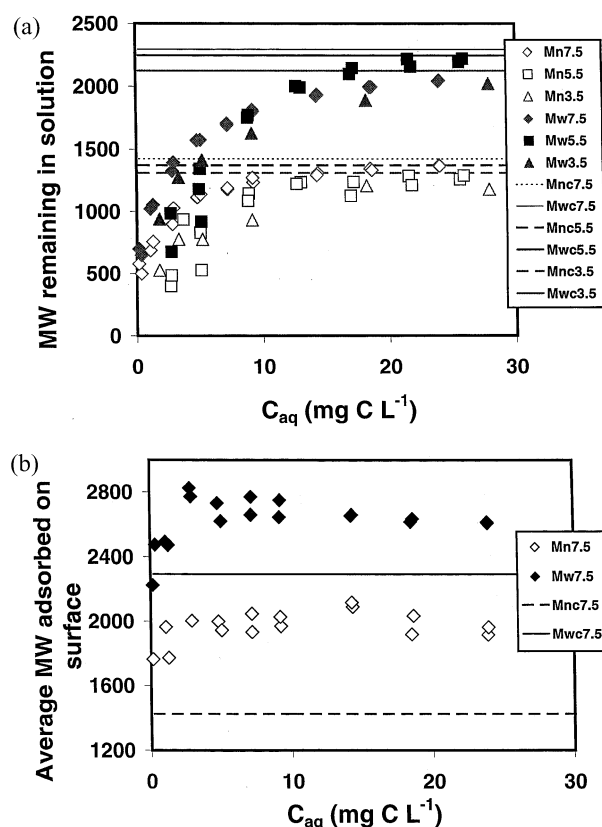 (a)
2500
2000
1500
1000
500
0
MW remaining in solution
0 10 20 30
Caq (mg C L-1)
Mn7.5
Mn5.5
Mn3.5
Mw7.5
Mw5.5
Mw3.5
Mnc7.5
Mwc7.5
Mnc5.5
Mwc5.5
Mnc3.5
Mwc3.5
(b)
2800
2400
2000
1600
1200
Average MW adsorbed on
surface
0 10 20 30
Caq (mg C L-1)
Mn7.5
Mw7.5
Mnc7.5
Mwc7.5